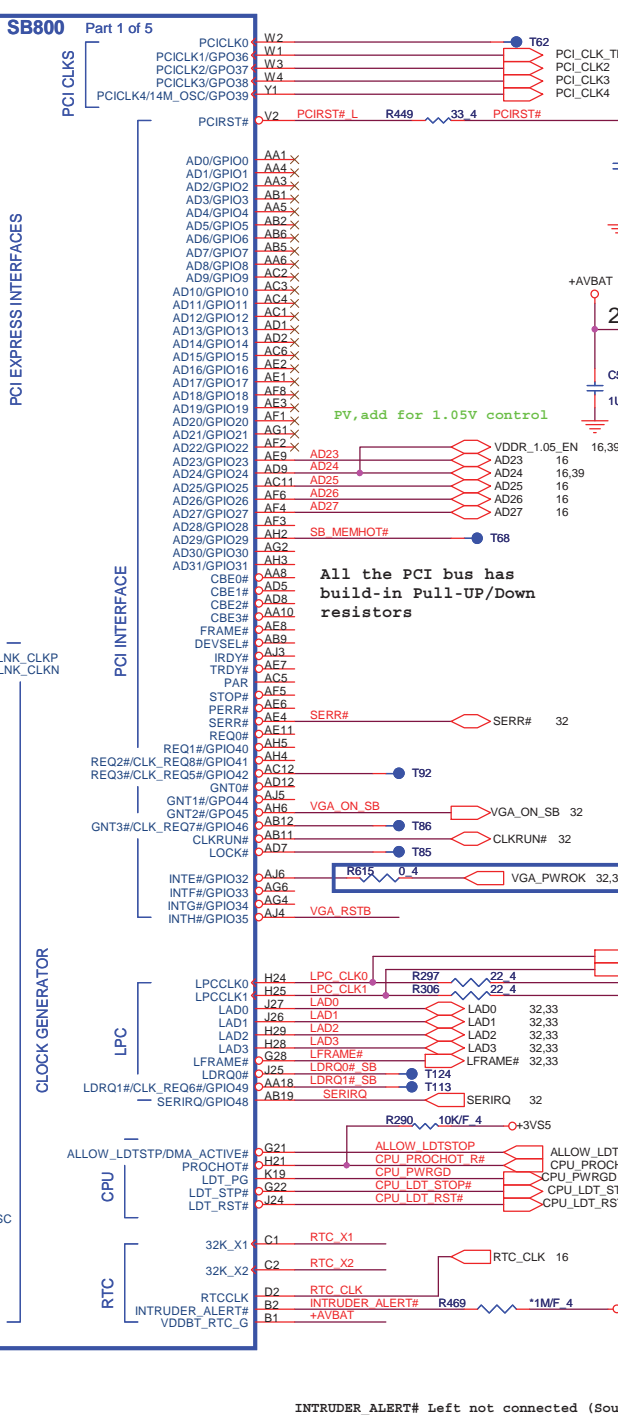 SB800 Part 1 of 5
PCI CLKS
PCICLK0 W2 T62
PCICLK1/GPO36 W1
PCICLK2/GPO37 W3 PCI_CLK2
PCICLK3/GPO38 W4 PCI_CLK3
PCICLK4/14M_OSC/GPO39 Y1 PCI_CLK4
PCIRST# V2 PCIRST#_L R449 33_4 PCIRST#
PCI EXPRESS INTERFACES
PCI INTERFACE
AD0/GPIO0 AA1
AD1/GPIO1 AA4
AD2/GPIO2 AA3
AD3/GPIO3 AB1
AD4/GPIO4 AA5
AD5/GPIO5 AB2
AD6/GPIO6 AB6
AD7/GPIO7 AB5
AD8/GPIO8 AA6
AD9/GPIO9 AC2
AD10/GPIO10 AC3
AD11/GPIO11 AC4
AD12/GPIO12 AC1
AD13/GPIO13 AD1
AD14/GPIO14 AD2
AD15/GPIO15 AC6
AD16/GPIO16 AE2
AD17/GPIO17 AE1
AD18/GPIO18 AF8
AD19/GPIO19 AE3
AD20/GPIO20 AF1
AD21/GPIO21 AG1
AD22/GPIO22 AF2
+AVBAT
PV,add for 1.05V control
VDDR_1.05_EN 16,39
AD23/GPIO23 AE9 AD23 AD23 16
AD24/GPIO24 AD9 AD24 AD24 16,39
AD25/GPIO25 AC11 AD25 AD25 16
AD26/GPIO26 AF6 AD26 AD26 16
AD27/GPIO27 AF4 AD27 AD27 16
AD28/GPIO28 AF3
AD29/GPIO29 AH2 SB_MEMHOT# T68
AD30/GPIO30 AG2
AD31/GPIO31 AH3
All the PCI bus has
build-in Pull-UP/Down
resistors
CBE0# AA8
CBE1# AD5
CBE2# AD8
CBE3# AA10
FRAME# AE8
DEVSEL# AB9
IRDY# AJ3
TRDY# AE7
PAR AC5
STOP# AF5
PERR# AE6
SERR# AE4 SERR# SERR# 32
REQ0# AE11
REQ1#/GPIO40 AH5
REQ2#/CLK_REQ8#/GPIO41 AH4
REQ3#/CLK_REQ5#/GPIO42 AC12 T92
GNT0# AD12
GNT1#/GPO44 AJ5
GNT2#/GPO45 AH6 VGA_ON_SB VGA_ON_SB 32
GNT3#/CLK_REQ7#/GPIO46 AB12 T86
CLKRUN# AB11 CLKRUN# 32
LOCK# AD7 T85
INTE#/GPIO32 AJ6 R615 0_4 VGA_PWROK 32,3
INTF#/GPIO33 AG6
INTG#/GPIO34 AG4
INTH#/GPIO35 AJ4 VGA_RSTB
LNK_CLKP
LNK_CLKN
CLOCK GENERATOR
LPC
LPCCLK0 H24 LPC_CLK0 R297 22_4
LPCCLK1 H25 LPC_CLK1 R306 22_4
LAD0 J27 LAD0 LAD0 32,33
LAD1 J26 LAD1 LAD1 32,33
LAD2 H29 LAD2 LAD2 32,33
LAD3 H28 LAD3 LAD3 32,33
LFRAME# G28 LFRAME# LFRAME# 32,33
LDRQ0# J25 LDRQ0#_SB T124
LDRQ1#/CLK_REQ6#/GPIO49 AA18 LDRQ1#_SB T113
SERIRQ/GPIO48 AB19 SERIRQ SERIRQ 32
R290 10K/F_4 +3VS5
CPU
ALLOW_LDTSTP/DMA_ACTIVE# G21 ALLOW_LDTSTOP ALLOW_LDT
PROCHOT# H21 CPU_PROCHOT_R# CPU_PROCH
LDT_PG K19 CPU_PWRGD CPU_PWRGD
LDT_STP# G22 CPU_LDT_STOP# CPU_LDT_ST
LDT_RST# J24 CPU_LDT_RST# CPU_LDT_RS
SC
RTC
32K_X1 C1 RTC_X1
32K_X2 C2 RTC_X2
RTC_CLK 16
RTCCLK D2 RTC_CLK
INTRUDER_ALERT# B2 INTRUDER_ALERT# R469 *1M/F_4
VDDBT_RTC_G B1 +AVBAT
INTRUDER_ALERT# Left not connected (Sou